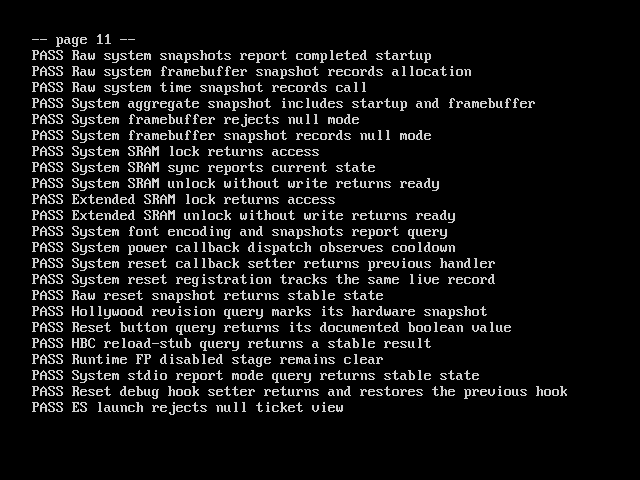 -- page 11 --
PASS Raw system snapshots report completed startup
PASS Raw system framebuffer snapshot records allocation
PASS Raw system time snapshot records call
PASS System aggregate snapshot includes startup and framebuffer
PASS System framebuffer rejects null mode
PASS System framebuffer snapshot records null mode
PASS System SRAM lock returns access
PASS System SRAM sync reports current state
PASS System SRAM unlock without write returns ready
PASS Extended SRAM lock returns access
PASS Extended SRAM unlock without write returns ready
PASS System font encoding and snapshots report query
PASS System power callback dispatch observes cooldown
PASS System reset callback setter returns previous handler
PASS System reset registration tracks the same live record
PASS Raw reset snapshot returns stable state
PASS Hollywood revision query marks its hardware snapshot
PASS Reset button query returns its documented boolean value
PASS HBC reload-stub query returns a stable result
PASS Runtime FP disabled stage remains clear
PASS System stdio report mode query returns stable state
PASS Reset debug hook setter returns and restores the previous hook
PASS ES launch rejects null ticket view